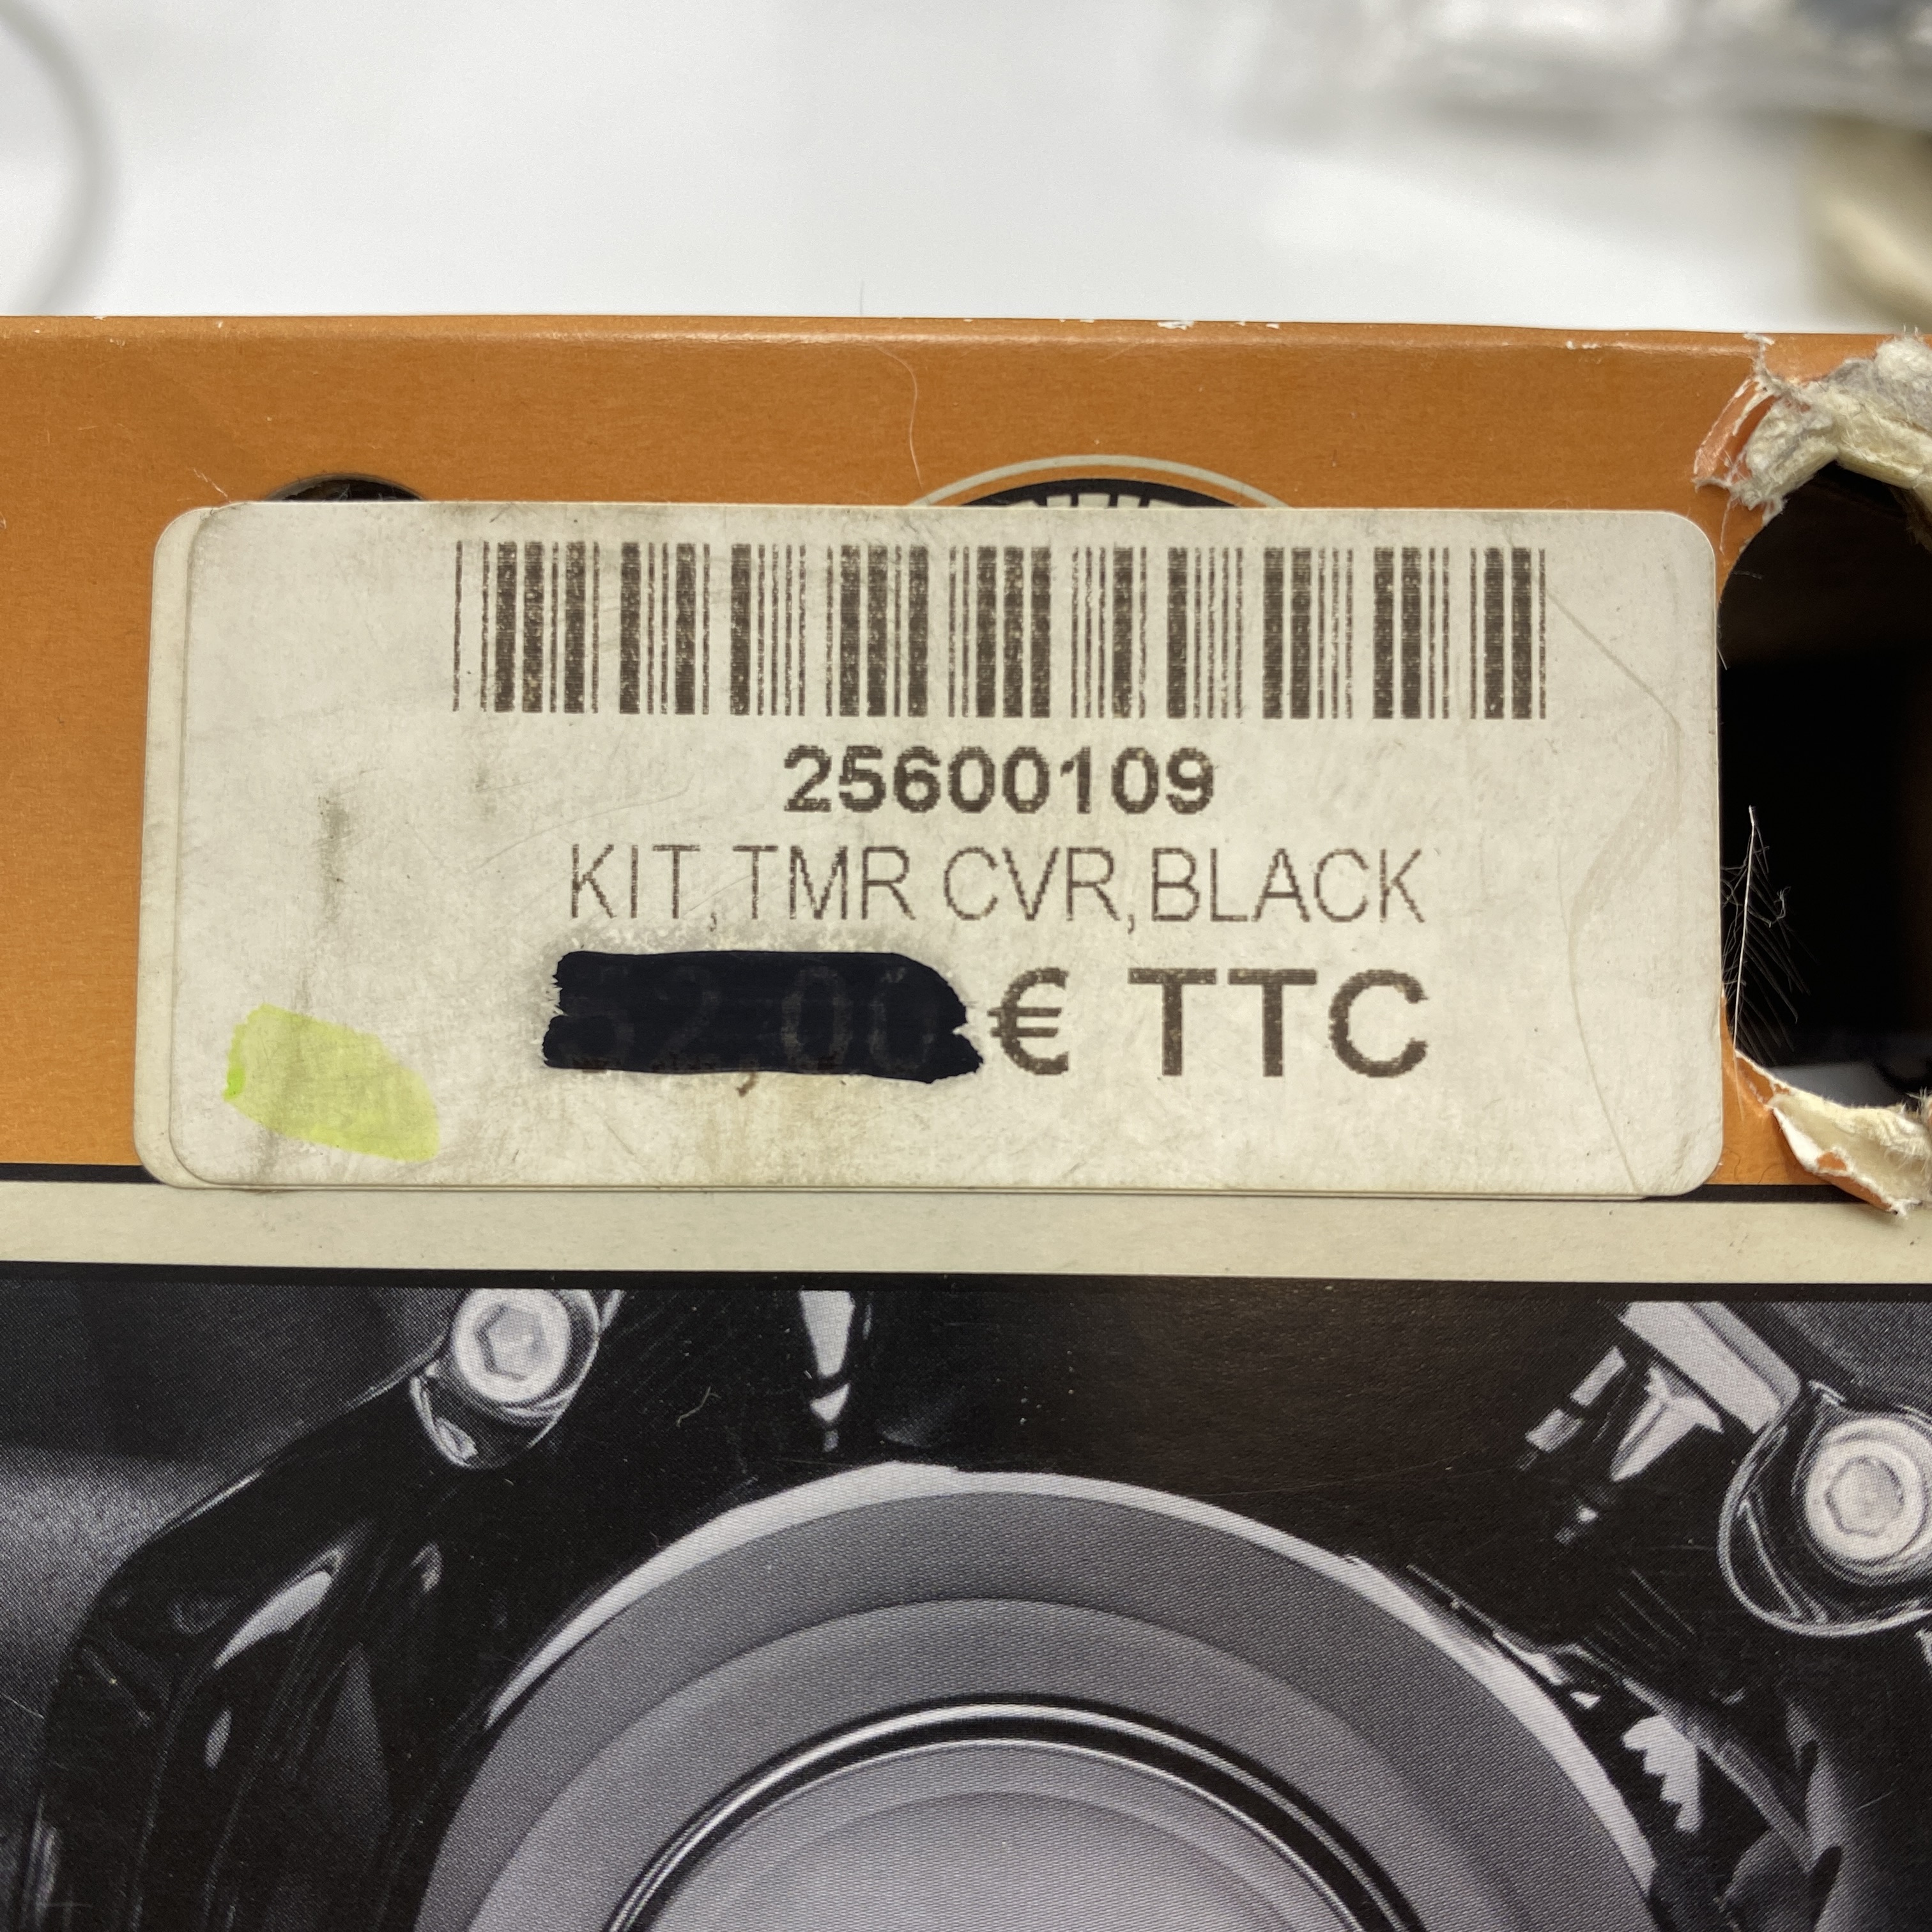 25600109
KIT,TMR CVR,BLACK
€ TTC